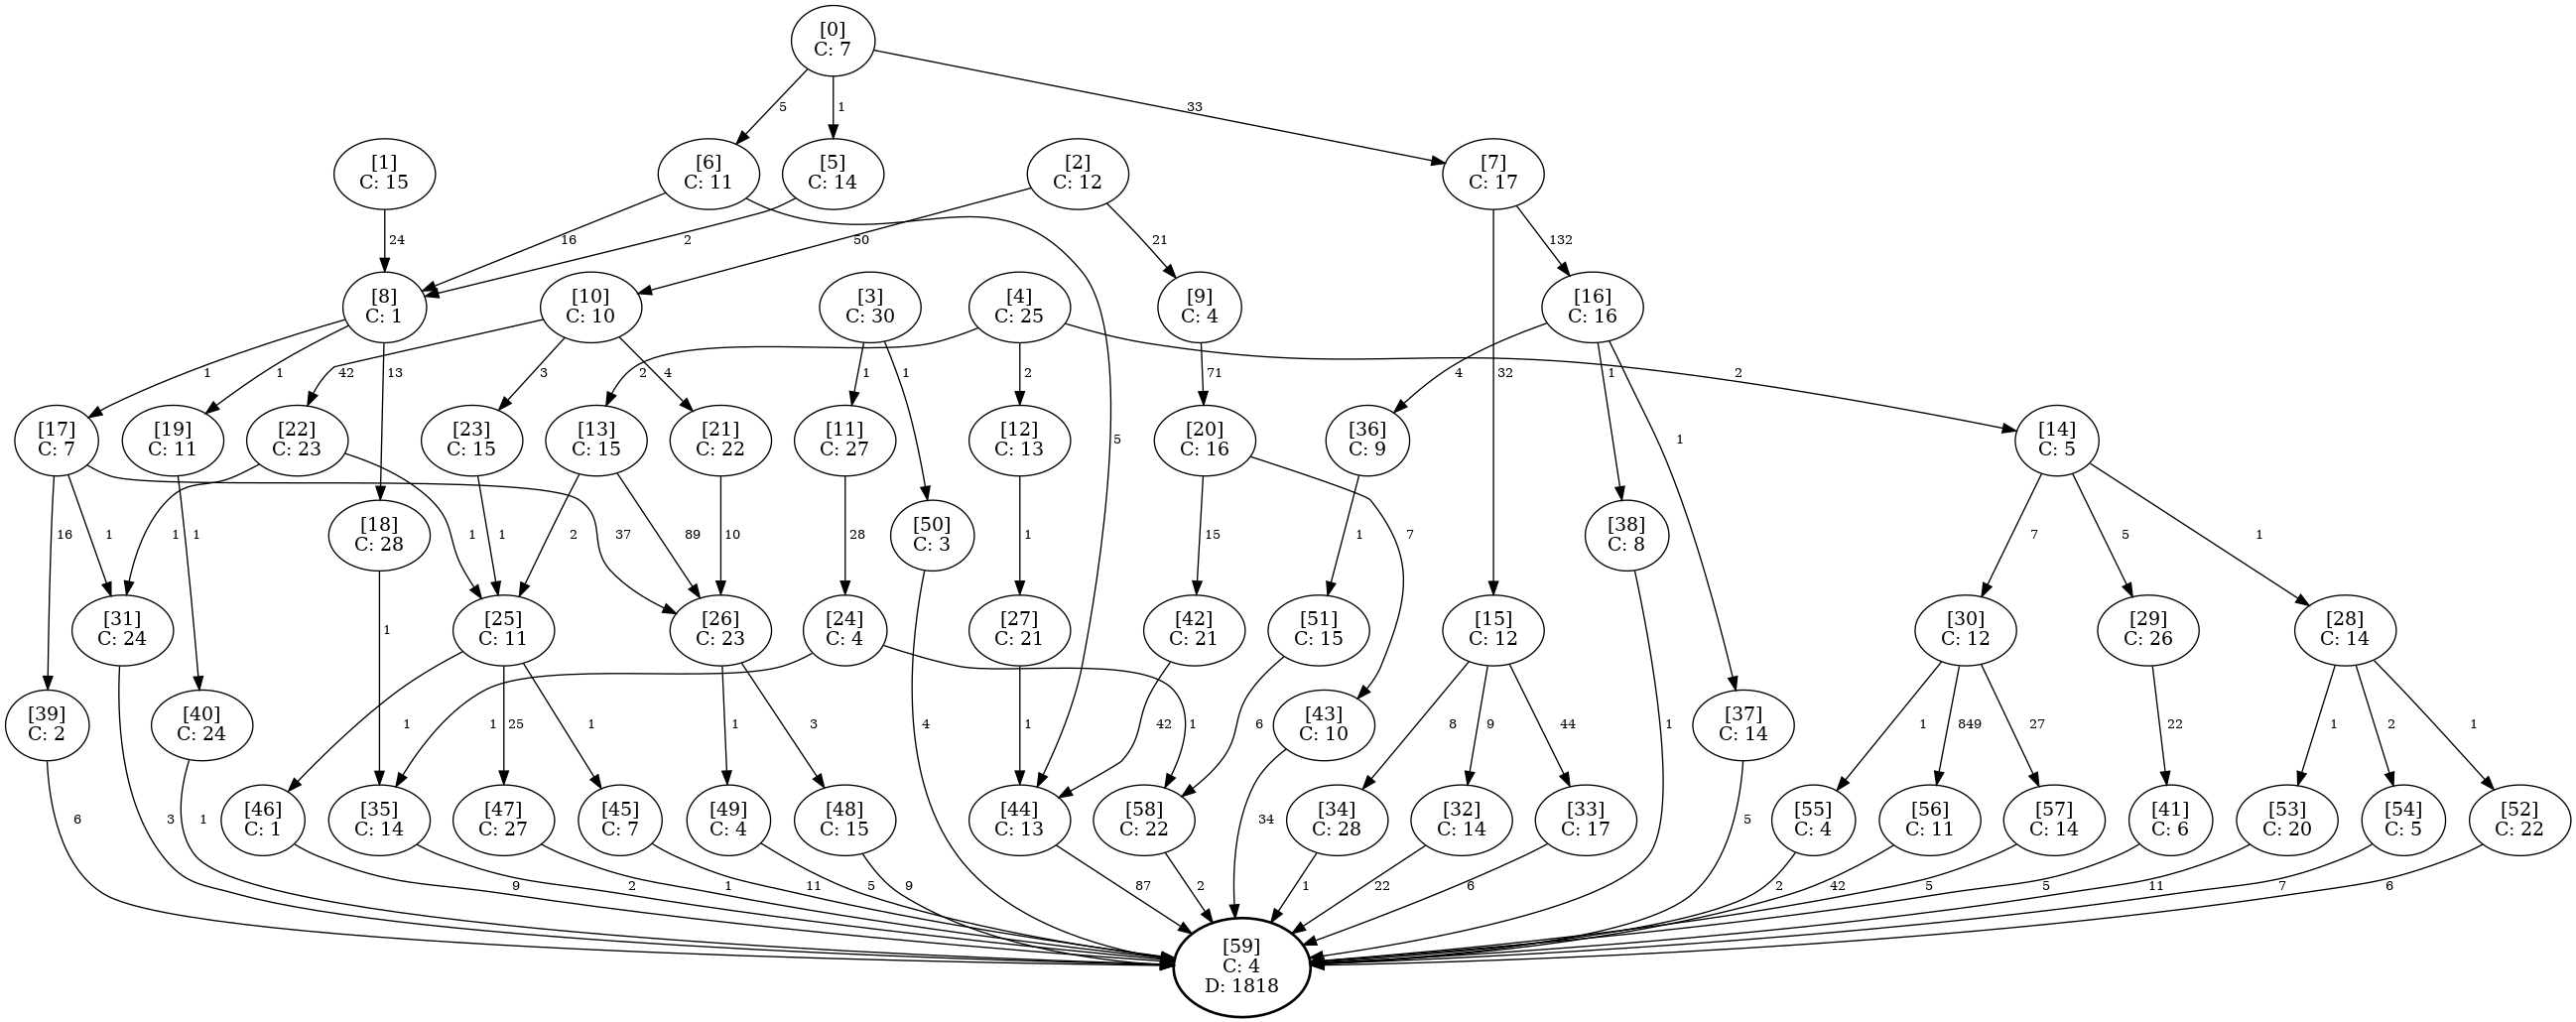 [0]
C: 7
5
1
33
[1]
C: 15
[6]
C: 11
[5]
C: 14
[2]
C: 12
[7]
C: 17
24
16
2
50
21
132
[8]
C: 1
[10]
C: 10
[3]
C: 30
[4]
C: 25
[9]
C: 4
[16]
C: 16
1
1
13
42
3
4
2
1
1
2
71
4
32
1
2
[17]
C: 7
[19]
C: 11
[22]
C: 23
[23]
C: 15
[13]
C: 15
[21]
C: 22
[11]
C: 27
[12]
C: 13
5
[20]
C: 16
[36]
C: 9
1
[14]
C: 5
16
1
1
1
[18]
C: 28
1
1
2
37
89
10
28
[50]
C: 3
1
15
7
1
[38]
C: 8
7
5
1
[31]
C: 24
[25]
C: 11
[26]
C: 23
[24]
C: 4
[27]
C: 21
[42]
C: 21
[51]
C: 15
[15]
C: 12
[30]
C: 12
[29]
C: 26
[28]
C: 14
1
[39]
C: 2
[40]
C: 24
1
25
1
1
1
3
4
1
42
1
6
[43]
C: 10
8
9
44
1
[37]
C: 14
1
849
27
22
1
2
1
6
3
1
[46]
C: 1
[35]
C: 14
[47]
C: 27
[45]
C: 7
[49]
C: 4
[48]
C: 15
[44]
C: 13
[58]
C: 22
34
[34]
C: 28
[32]
C: 14
[33]
C: 17
5
[55]
C: 4
[56]
C: 11
[57]
C: 14
[41]
C: 6
[53]
C: 20
[54]
C: 5
[52]
C: 22
9
2
1
11
5
9
87
2
1
22
6
2
42
5
5
11
7
6
[59]
C: 4
D: 1818